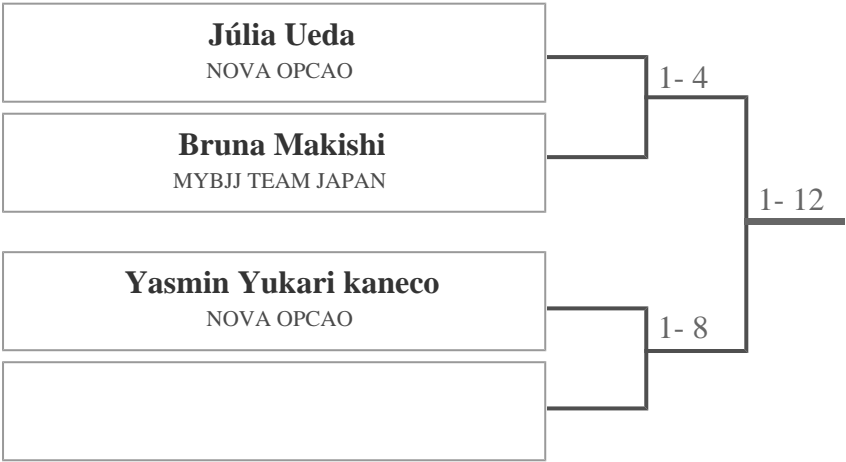 Júlia Ueda
NOVA OPCAO
1- 4
Bruna Makishi
MYBJJ TEAM JAPAN
1- 12
Yasmin Yukari kaneco
NOVA OPCAO
1- 8